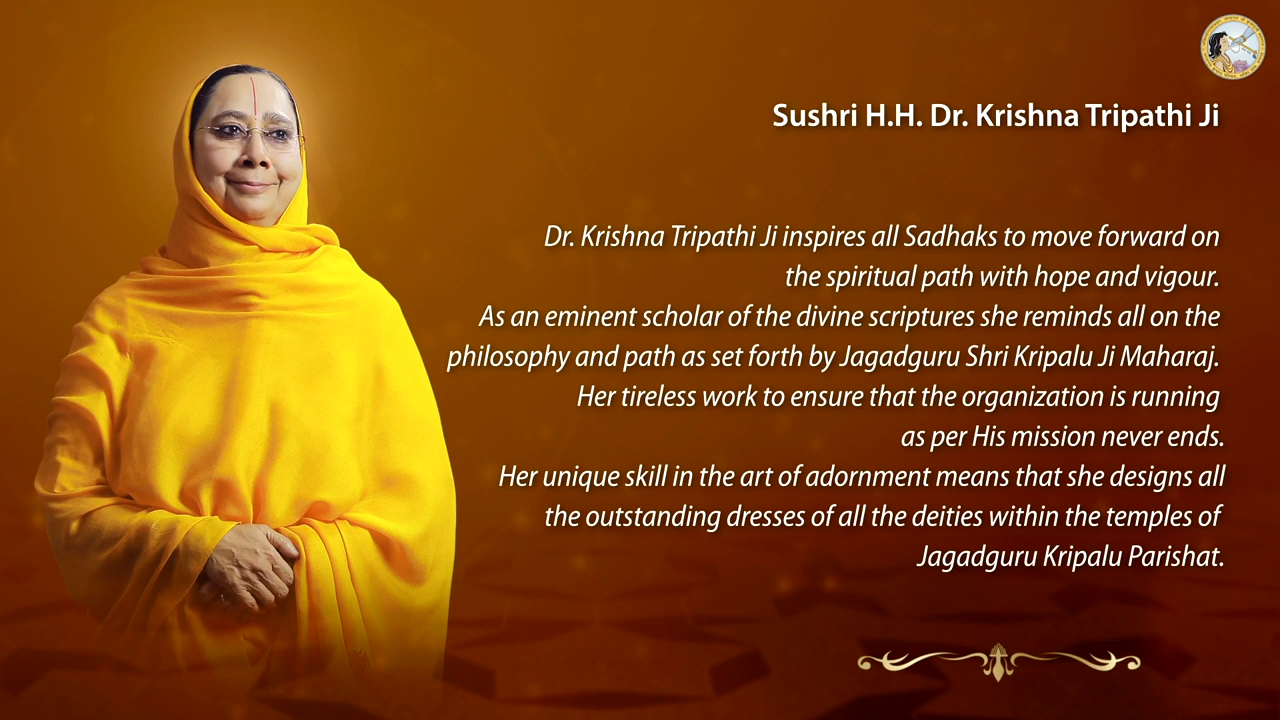 Sushri H.H. Dr. Krishna Tripathi Ji
Dr. Krishna Tripathi Ji inspires all Sadhaks to move forward on
the spiritual path with hope and vigour.
As an eminent scholar of the divine scriptures she reminds all on the
philosophy and path as set forth by Jagadguru Shri Kripalu Ji Maharaj.
Her tireless work to ensure that the organization is running
as per His mission never ends.
Her unique skill in the art of adornment means that she designs all
the outstanding dresses of all the deities within the temples of
Jagadguru Kripalu Parishat.